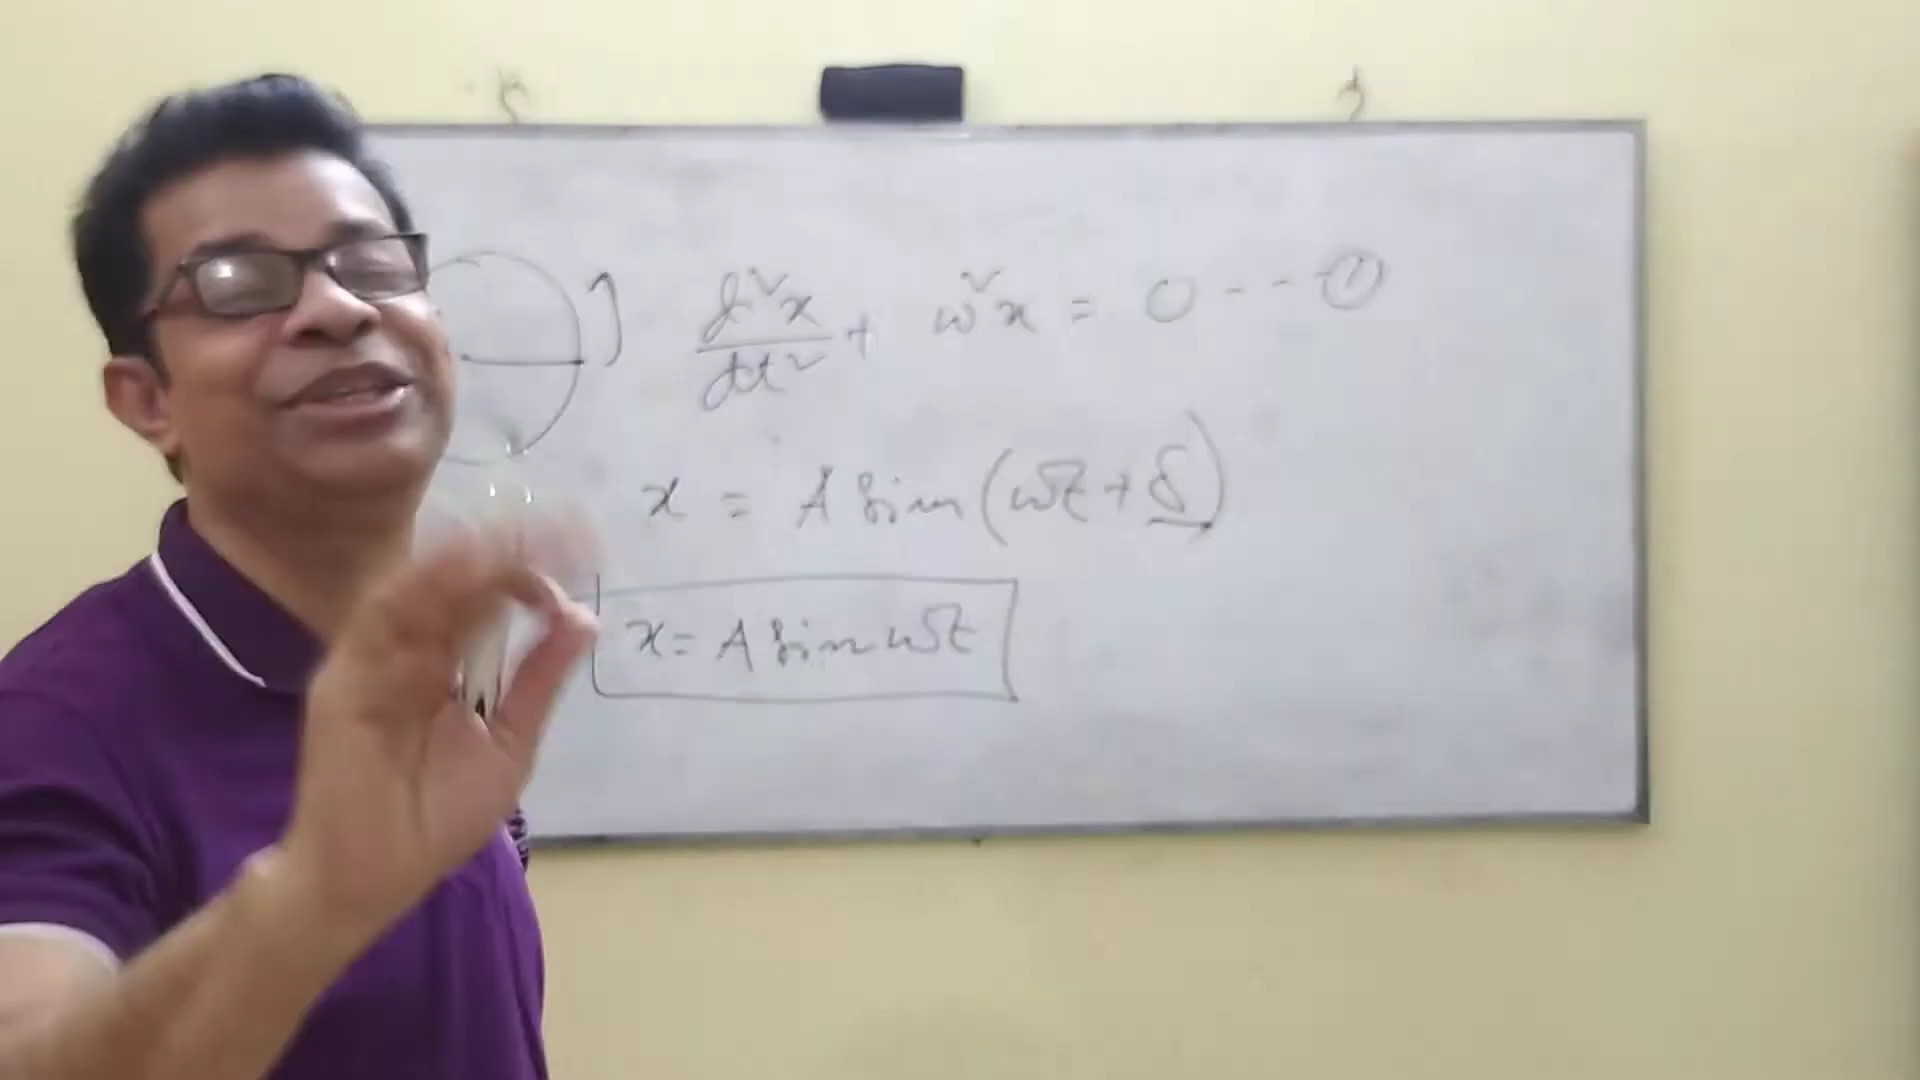 d²x/dt² + ω²x = 0 --- ①
x = A sin (ωt + δ)
x = A sin ωt